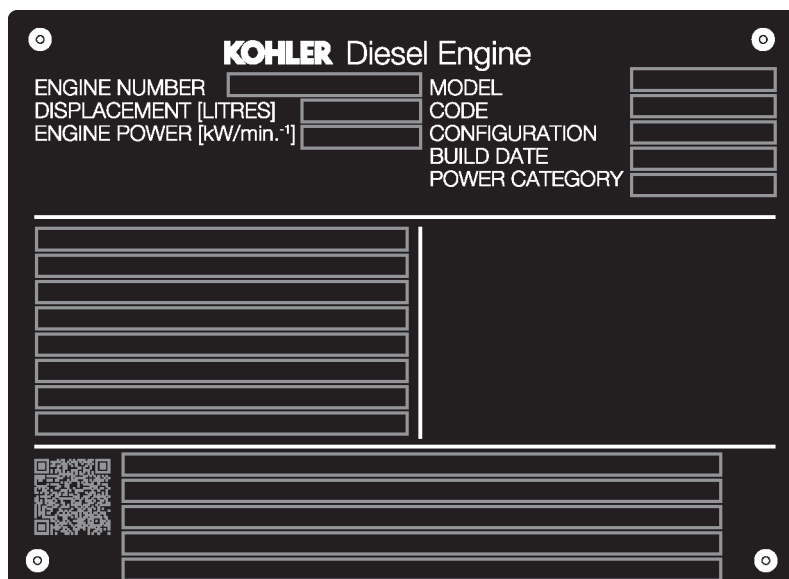 KOHLER Diesel Engine
ENGINE NUMBER
DISPLACEMENT [LITRES]
ENGINE POWER [kW/min.-¹]
MODEL
CODE
CONFIGURATION
BUILD DATE
POWER CATEGORY